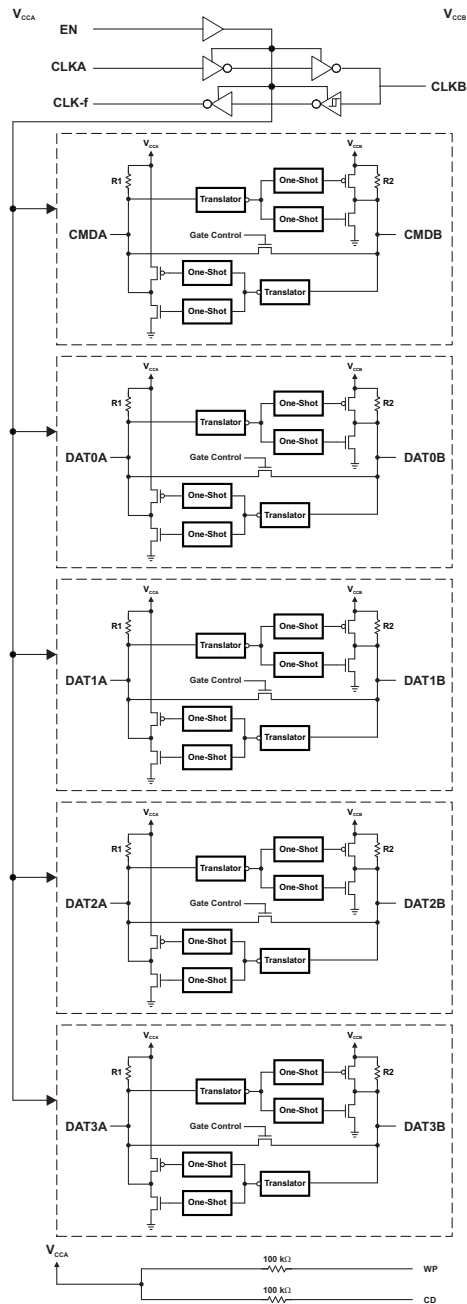 VCCA VCCB
EN
CLKA
CLKB
CLK-f
VCCA VCCB
R1 One-Shot R2
Translator
One-Shot
CMDA Gate Control CMDB
One-Shot
Translator
One-Shot
VCCA VCCB
R1 One-Shot R2
Translator
One-Shot
DAT0A Gate Control DAT0B
One-Shot
Translator
One-Shot
VCCA VCCB
R1 One-Shot R2
Translator
One-Shot
DAT1A Gate Control DAT1B
One-Shot
Translator
One-Shot
VCCA VCCB
R1 One-Shot R2
Translator
One-Shot
DAT2A Gate Control DAT2B
One-Shot
Translator
One-Shot
VCCA VCCB
R1 One-Shot R2
Translator
One-Shot
DAT3A Gate Control DAT3B
One-Shot
Translator
One-Shot
VCCA
100 kΩ WP
100 kΩ CD